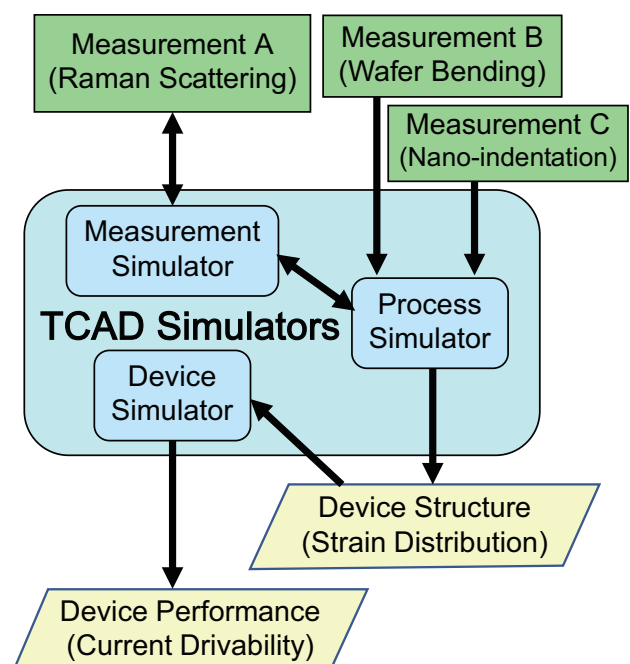 Measurement A
(Raman Scattering)
Measurement B
(Wafer Bending)
Measurement C
(Nano-indentation)
Measurement
Simulator
Process
Simulator
TCAD Simulators
Device
Simulator
Device Structure
(Strain Distribution)
Device Performance
(Current Drivability)